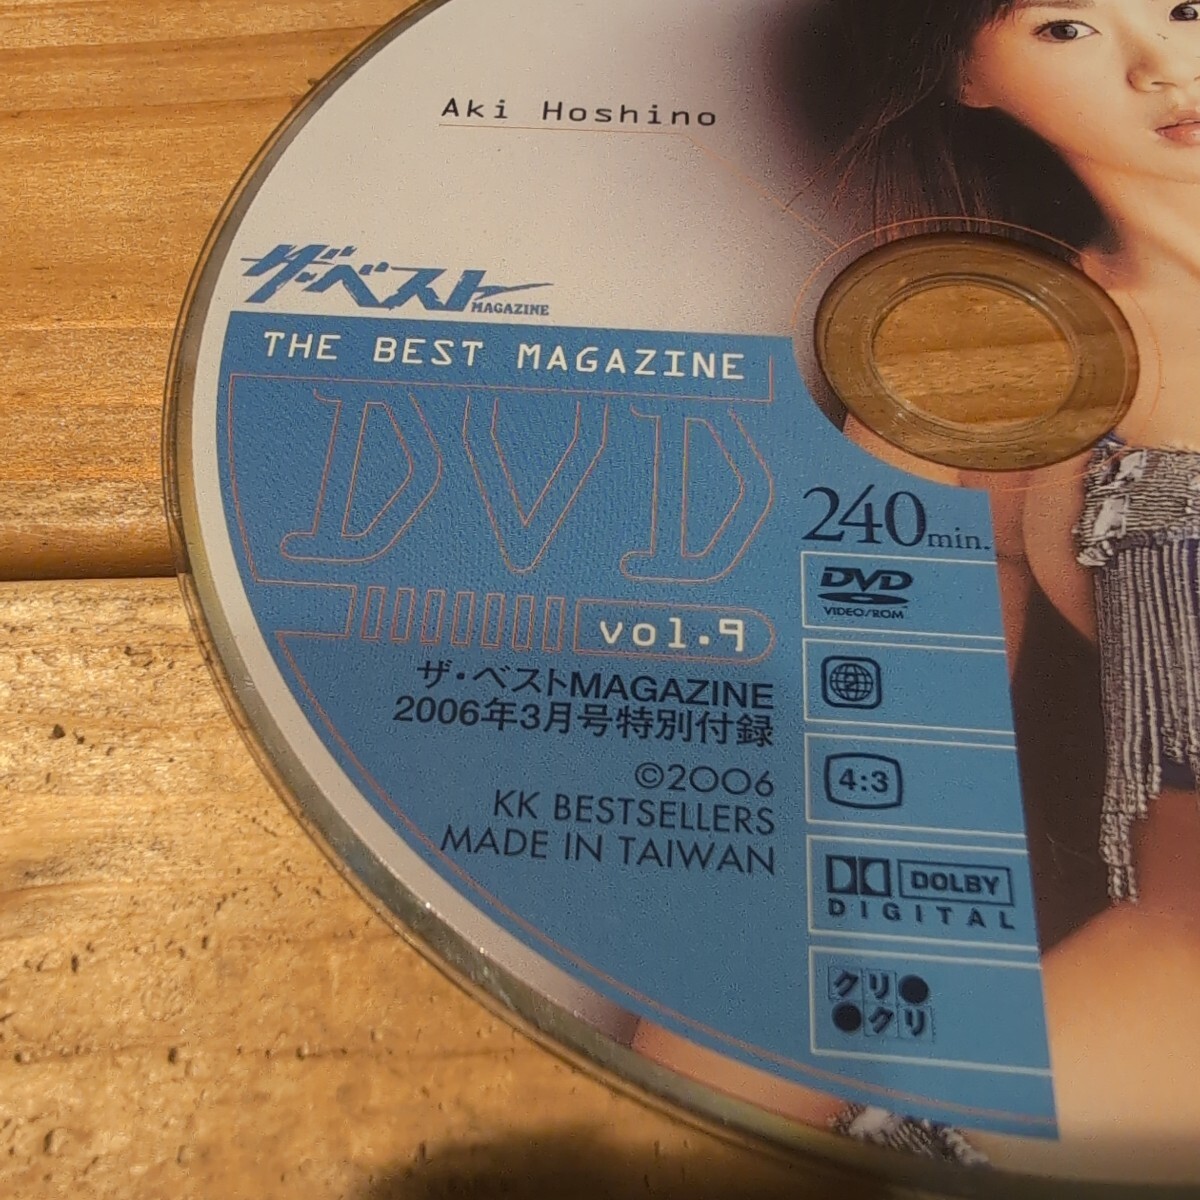 Aki Hoshino
ザ・ベスト
MAGAZINE
THE BEST MAGAZINE
DVD
vol.9
ザ・ベストMAGAZINE
2006年3月号特別付録
©2006
KK BESTSELLERS
MADE IN TAIWAN
240min.
DVD
VIDEO/ROM
2
4:3
DOLBY
DIGITAL
クリ●
●クリ